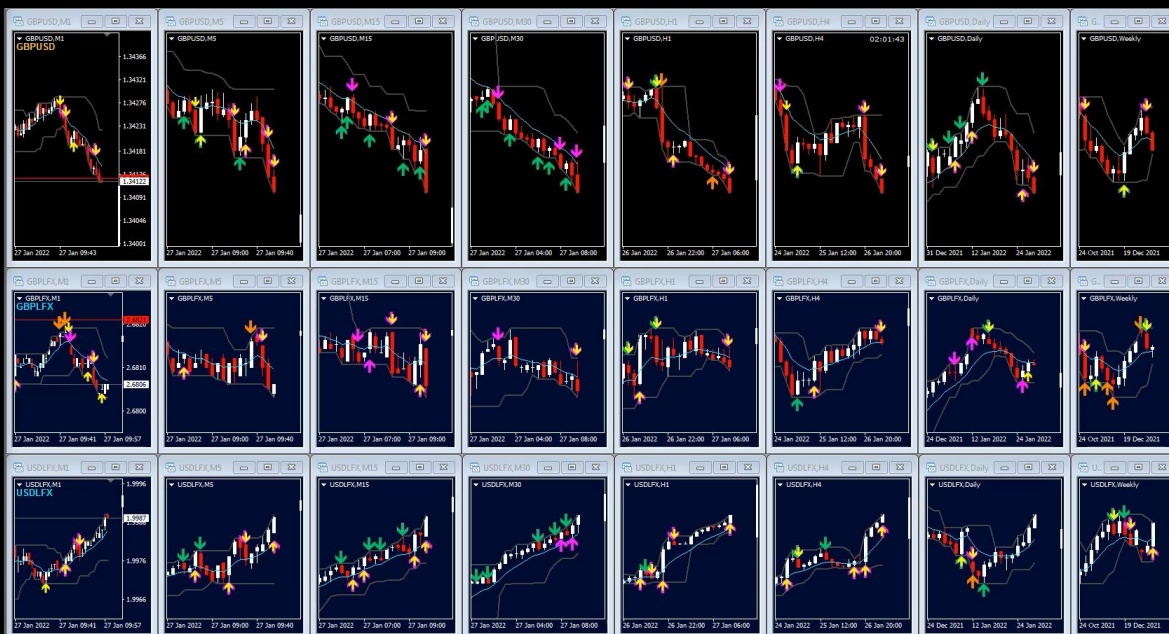 GBPUSD,M1
GBPUSD,M5
GBPUSD,M15
GBPUSD,M30
GBPUSD,H1
GBPUSD,H4
GBPUSD,Daily
G...
GBPUSD,M1
GBPUSD
GBPUSD,M5
GBPUSD,M15
GBPUSD,M30
GBPUSD,H1
GBPUSD,H4
02:01:43
GBPUSD,Daily
GBPUSD,Weekly
1.34366
1.34321
1.34276
1.34231
1.34181
1.34122
1.34091
1.34046
1.34001
27 Jan 2022 27 Jan 09:43
27 Jan 2022 27 Jan 09:00 27 Jan 09:40
27 Jan 2022 27 Jan 07:00 27 Jan 09:00
27 Jan 2022 27 Jan 04:00 27 Jan 08:00
26 Jan 2022 26 Jan 22:00 27 Jan 06:00
24 Jan 2022 25 Jan 12:00 26 Jan 20:00
31 Dec 2021 12 Jan 2022 24 Jan 2022
24 Oct 2021 19 Dec 2021
GBPLFX,M1
GBPLFX,M5
GBPLFX,M15
GBPLFX,M30
GBPLFX,H1
GBPLFX,H4
GBPLFX,Daily
G...
GBPLFX,M1
GBPLFX
GBPLFX,M5
GBPLFX,M15
GBPLFX,M30
GBPLFX,H1
GBPLFX,H4
GBPLFX,Daily
GBPLFX,Weekly
2.6820
2.6810
2.6806
2.6800
27 Jan 2022 27 Jan 09:41 27 Jan 09:57
27 Jan 2022 27 Jan 09:00 27 Jan 09:40
27 Jan 2022 27 Jan 07:00 27 Jan 09:00
27 Jan 2022 27 Jan 04:00 27 Jan 08:00
26 Jan 2022 26 Jan 22:00 27 Jan 06:00
24 Jan 2022 25 Jan 12:00 26 Jan 20:00
24 Dec 2021 12 Jan 2022 24 Jan 2022
24 Oct 2021 19 Dec 2021
USDLFX,M1
USDLFX,M5
USDLFX,M15
USDLFX,M30
USDLFX,H1
USDLFX,H4
USDLFX,Daily
U...
USDLFX,M1
USDLFX
USDLFX,M5
USDLFX,M15
USDLFX,M30
USDLFX,H1
USDLFX,H4
USDLFX,Daily
USDLFX,Weekly
1.9996
1.9987
1.9976
1.9966
27 Jan 2022 27 Jan 09:41 27 Jan 09:57
27 Jan 2022 27 Jan 09:00 27 Jan 09:40
27 Jan 2022 27 Jan 07:00 27 Jan 09:00
27 Jan 2022 27 Jan 04:00 27 Jan 08:00
26 Jan 2022 26 Jan 22:00 27 Jan 06:00
24 Jan 2022 25 Jan 12:00 26 Jan 20:00
24 Dec 2021 12 Jan 2022 24 Jan 2022
24 Oct 2021 19 Dec 2021